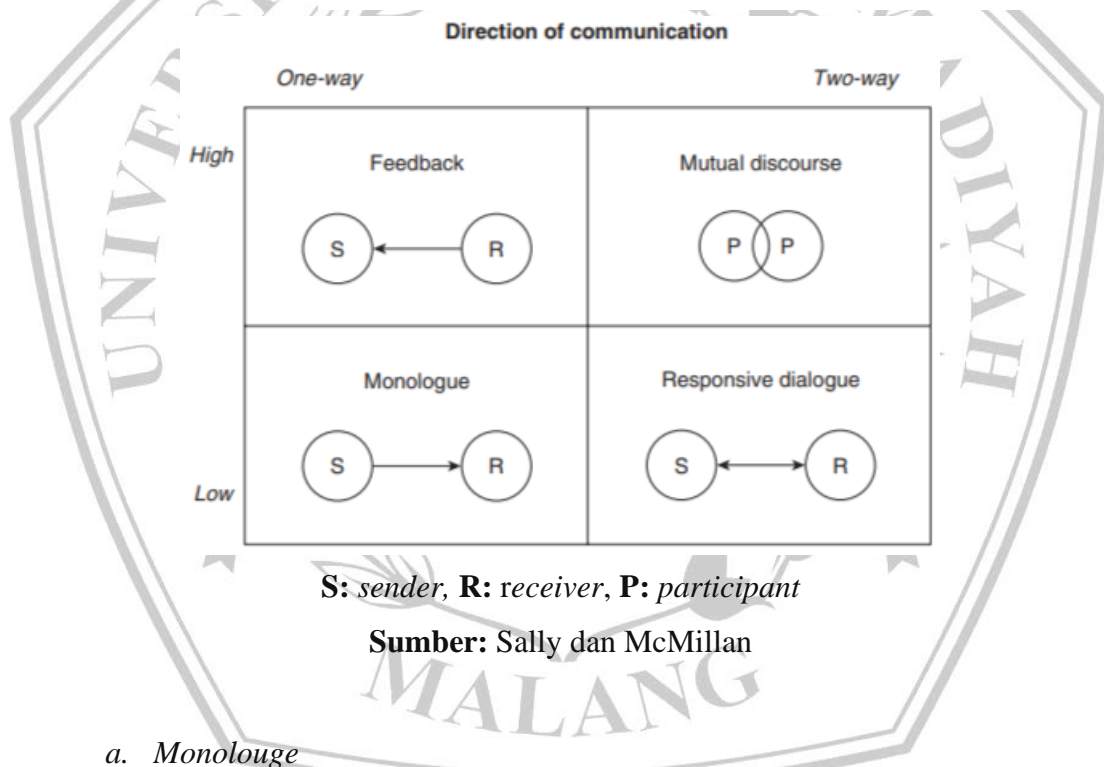 Direction of communication
One-way Two-way
High
Feedback Mutual discourse
S R P P
Monologue Responsive dialogue
S R S R
Low
S: sender, R: receiver, P: participant
Sumber: Sally dan McMillan
MALANG
a. Monolouge